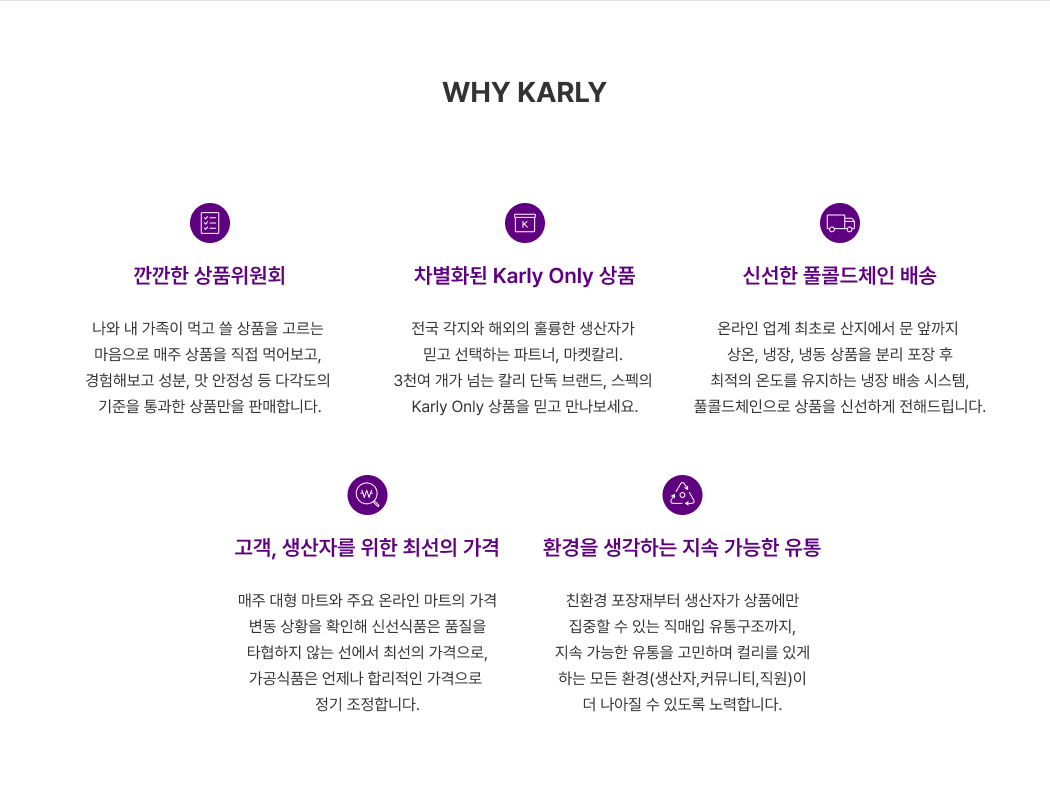 WHY KARLY
깐깐한 상품위원회
나와 내 가족이 먹고 쓸 상품을 고르는
마음으로 매주 상품을 직접 먹어보고,
경험해보고 성분, 맛 안정성 등 다각도의
기준을 통과한 상품만을 판매합니다.
차별화된 Karly Only 상품
전국 각지와 해외의 훌륭한 생산자가
믿고 선택하는 파트너, 마켓칼리.
3천여 개가 넘는 칼리 단독 브랜드, 스펙의
Karly Only 상품을 믿고 만나보세요.
신선한 풀콜드체인 배송
온라인 업계 최초로 산지에서 문 앞까지
상온, 냉장, 냉동 상품을 분리 포장 후
최적의 온도를 유지하는 냉장 배송 시스템,
풀콜드체인으로 상품을 신선하게 전해드립니다.
고객, 생산자를 위한 최선의 가격
매주 대형 마트와 주요 온라인 마트의 가격
변동 상황을 확인해 신선식품은 품질을
타협하지 않는 선에서 최선의 가격으로,
가공식품은 언제나 합리적인 가격으로
정기 조정합니다.
환경을 생각하는 지속 가능한 유통
친환경 포장재부터 생산자가 상품에만
집중할 수 있는 직매입 유통구조까지,
지속 가능한 유통을 고민하며 컬리를 있게
하는 모든 환경(생산자,커뮤니티,직원)이
더 나아질 수 있도록 노력합니다.